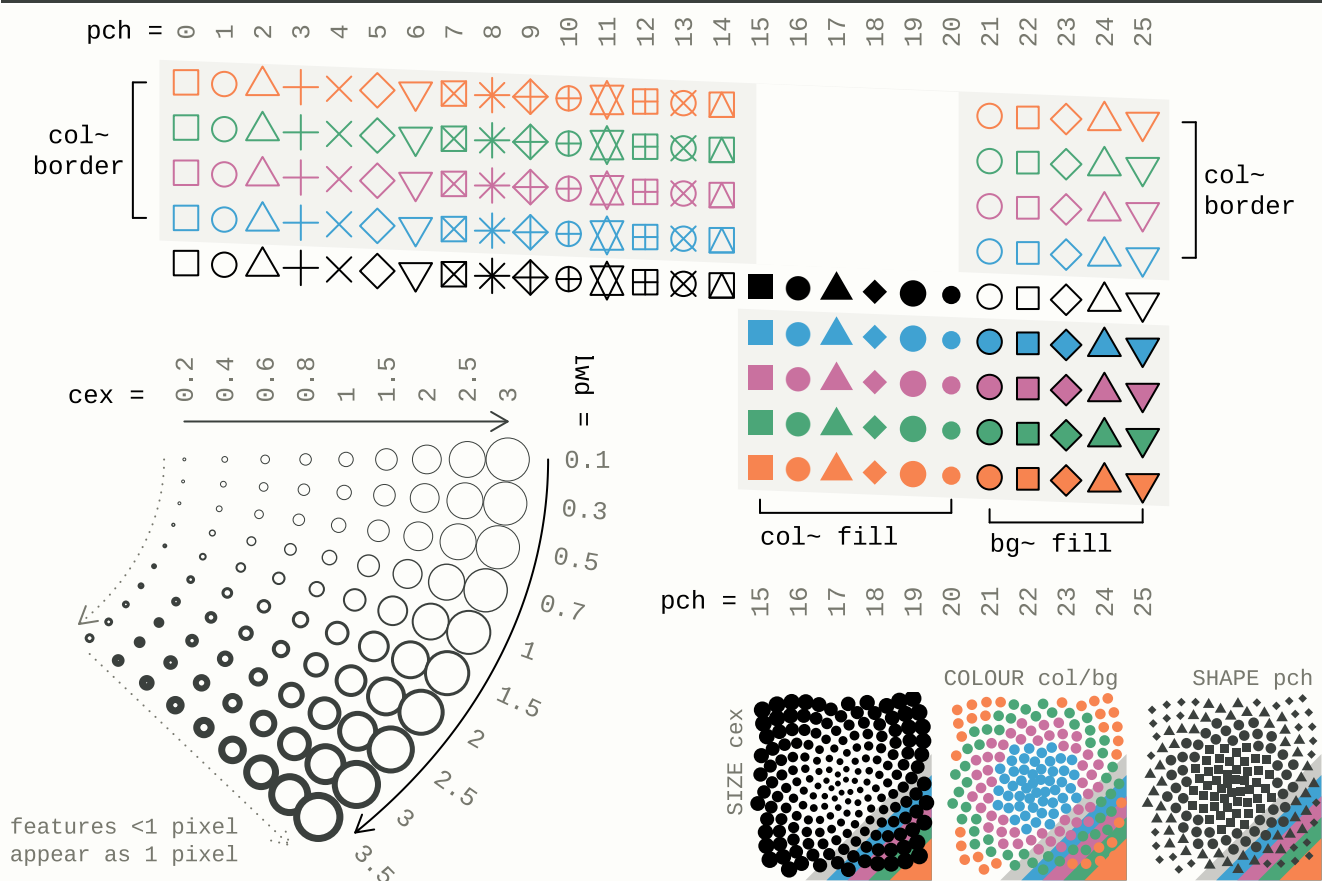 pch = 0 1 2 3 4 5 6 7 8 9 10 11 12 13 14 15 16 17 18 19 20 21 22 23 24 25
col~
border
col~
border
cex = 0.2 0.4 0.6 0.8 1 1.5 2 2.5 3
lwd =
0.1
0.3
0.5
0.7
1
1.5
2
2.5
3
3.5
features <1 pixel
appear as 1 pixel
col~ fill
bg~ fill
pch = 15 16 17 18 19 20 21 22 23 24 25
SIZE cex
COLOUR col/bg
SHAPE pch